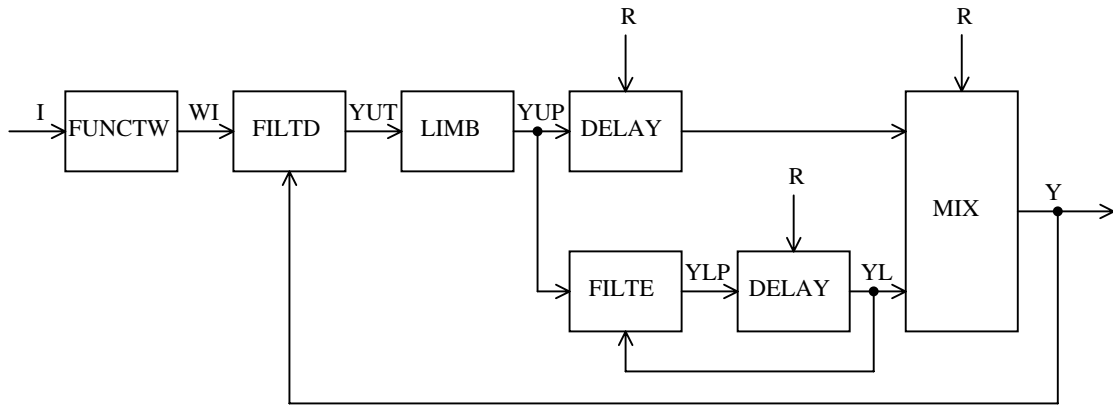 R
R
I
FUNCTW
WI
FILTD
YUT
LIMB
YUP
DELAY
R
MIX
Y
FILTE
YLP
DELAY
YL